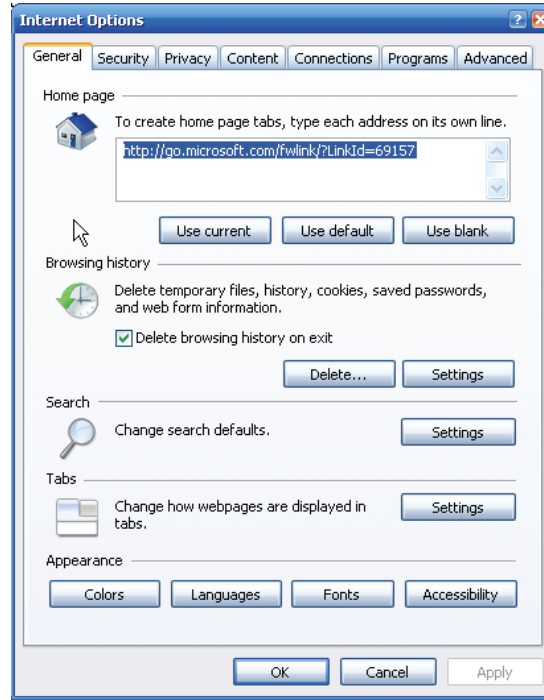 Internet Options
General Security Privacy Content Connections Programs Advanced
Home page
To create home page tabs, type each address on its own line.
http://go.microsoft.com/fwlink/?LinkId=69157
Use current Use default Use blank
Browsing history
Delete temporary files, history, cookies, saved passwords,
and web form information.
Delete browsing history on exit
Delete... Settings
Search
Change search defaults.
Settings
Tabs
Change how webpages are displayed in
tabs.
Settings
Appearance
Colors Languages Fonts Accessibility
OK Cancel Apply